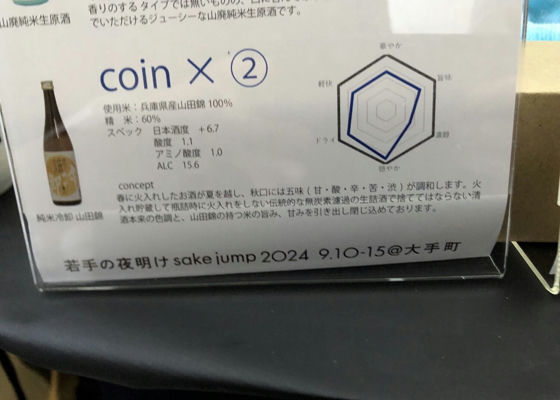 香りのするタイプでは無いものの、口に含
山廃純米生原酒
でいただけるジューシーな山廃純米生原酒です。
coin × ②
使用米：兵庫県産山田錦 100%
精 米：60%
スペック 日本酒度 +6.7
酸度 1.1
アミノ酸度 1.0
ALC 15.6
華やか
軽快
旨味
ドライ
濃醇
穏やか
純米冷卸 山田錦
concept
春に火入れしたお酒が夏を越し、秋口には五味（甘・酸・辛・苦・渋）が調和します。火
入れ貯蔵して瓶詰時に火入れをしない伝統的な無炭素濾過の生詰酒で捨ててはならない清
酒本来の色調と、山田錦の持つ米の旨み、甘みを引き出し閉じ込めております。
若手の夜明け sake jump 2024 9.10-15@大手町